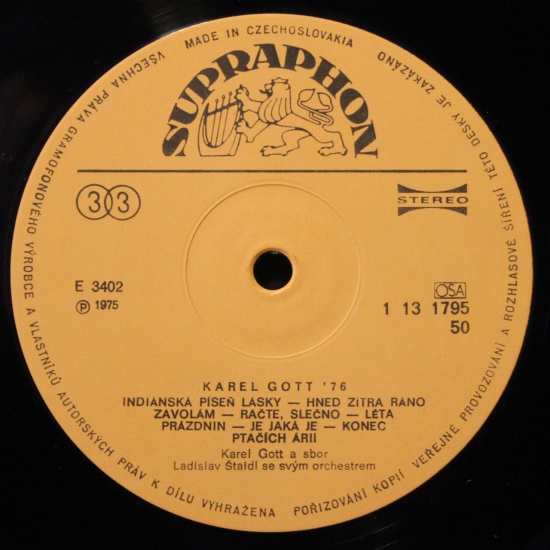 MADE IN CZECHOSLOVAKIA
SUPRAPHON
33
STEREO
E 3402
Ⓟ 1975
OSA
1 13 1795
50
KAREL GOTT '76
INDIÁNSKÁ PÍSEŇ LÁSKY — HNED ZÍTRA RÁNO
ZAVOLÁM — RAČTE, SLEČNO — LÉTA
PRÁZDNIN — JE JAKÁ JE — KONEC
PTAČÍCH ÁRIÍ
Karel Gott a sbor
Ladislav Štaidl se svým orchestrem
VŠECHNA PRÁVA GRAMOFONOVÉHO VÝROBCE A VLASTNÍKŮ AUTORSKÝCH PRÁV K DÍLU VYHRAŽENA POŘIZOVÁNÍ KOPIÍ VEŘEJNÉ PROVOZOVÁNÍ A ROZHLASOVÉ ŠÍŘENÍ TÉTO DESKY JE ZAKÁZÁNO